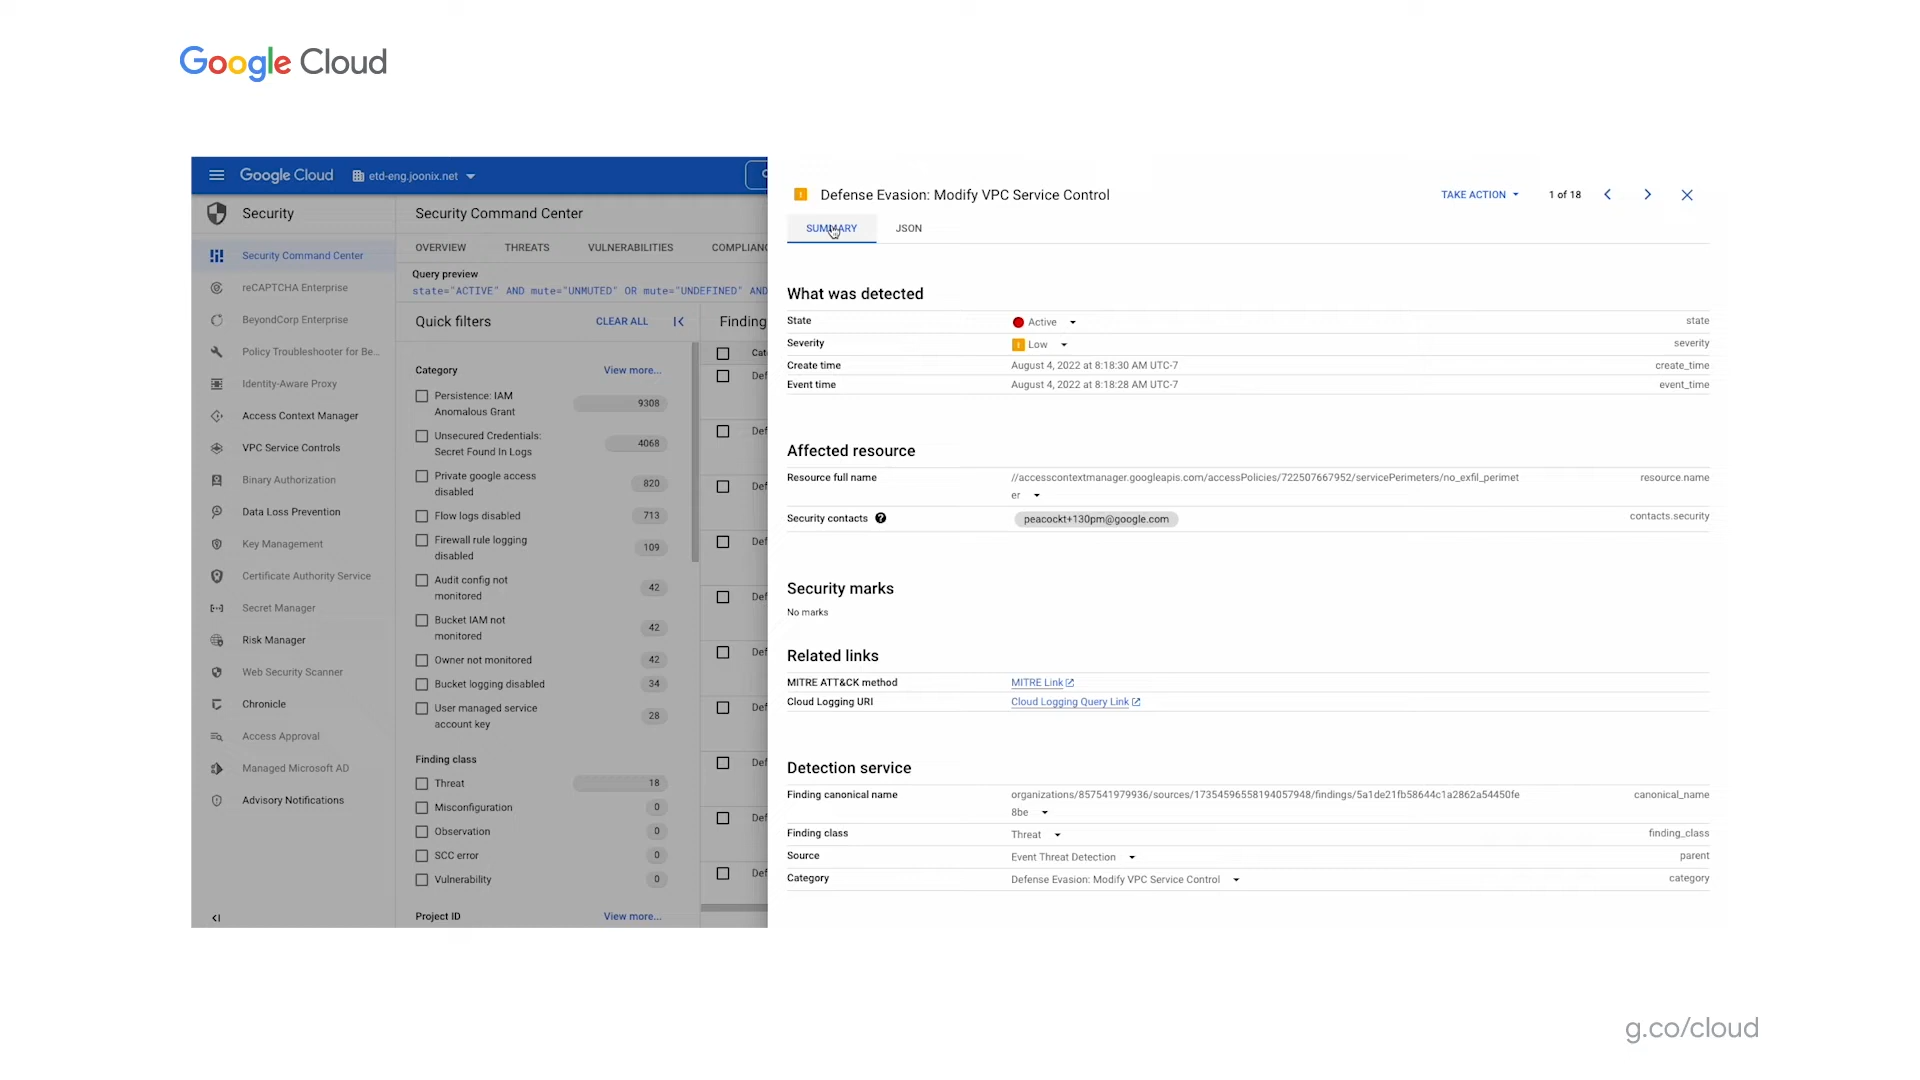 Google Cloud
Google Cloud
etd-eng.joonix.net
Security
Security Command Center
reCAPTCHA Enterprise
BeyondCorp Enterprise
Policy Troubleshooter for Be...
Identity-Aware Proxy
Access Context Manager
VPC Service Controls
Binary Authorization
Data Loss Prevention
Key Management
Certificate Authority Service
Secret Manager
Risk Manager
Web Security Scanner
Chronicle
Access Approval
Managed Microsoft AD
Advisory Notifications
Security Command Center
OVERVIEW THREATS VULNERABILITIES COMPLIANC
Query preview
state="ACTIVE" AND mute="UNMUTED" OR mute="UNDEFINED" AND
Quick filters CLEAR ALL
Category View more...
Persistence: IAM
Anomalous Grant 9308
Unsecured Credentials:
Secret Found In Logs 4068
Private google access
disabled 820
Flow logs disabled 713
Firewall rule logging
disabled 109
Audit config not
monitored 42
Bucket IAM not
monitored 42
Owner not monitored 42
Bucket logging disabled 34
User managed service
account key 28
Finding class
Threat 18
Misconfiguration 0
Observation 0
SCC error 0
Vulnerability 0
Project ID View more...
Finding
Cat
Def
Def
Def
Def
Def
Def
Def
Def
Def
Def
Defense Evasion: Modify VPC Service Control
TAKE ACTION 1 of 18
SUMMARY JSON
What was detected
State Active state
Severity Low severity
Create time August 4, 2022 at 8:18:30 AM UTC-7 create_time
Event time August 4, 2022 at 8:18:28 AM UTC-7 event_time
Affected resource
Resource full name //accesscontextmanager.googleapis.com/accessPolicies/722507667952/servicePerimeters/no_exfil_perimet resource.name
er
Security contacts ? peacockt+130pm@google.com contacts.security
Security marks
No marks
Related links
MITRE ATT&CK method MITRE Link
Cloud Logging URI Cloud Logging Query Link
Detection service
Finding canonical name organizations/857541979936/sources/17354596558194057948/findings/5a1de21fb58644c1a2862a54450fe canonical_name
8be
Finding class Threat finding_class
Source Event Threat Detection parent
Category Defense Evasion: Modify VPC Service Control category
g.co/cloud